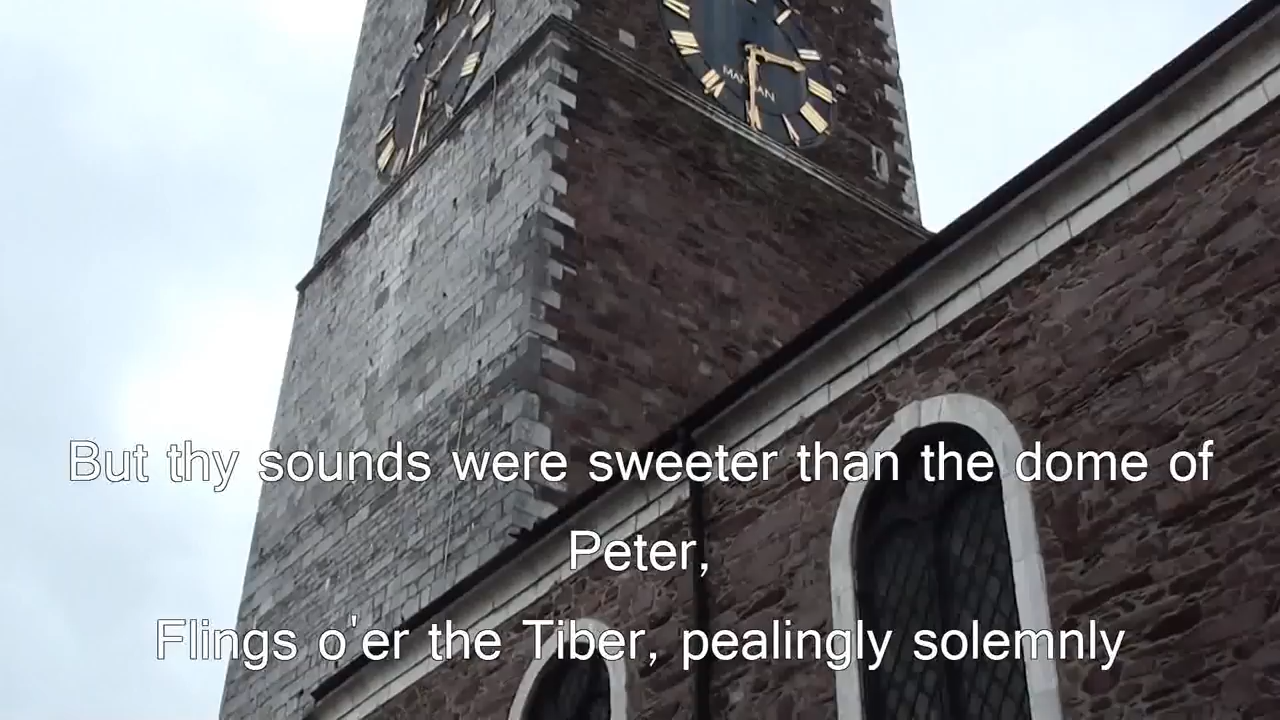 But thy sounds were sweeter than the dome of
Peter,
Flings o'er the Tiber, pealingly solemnly